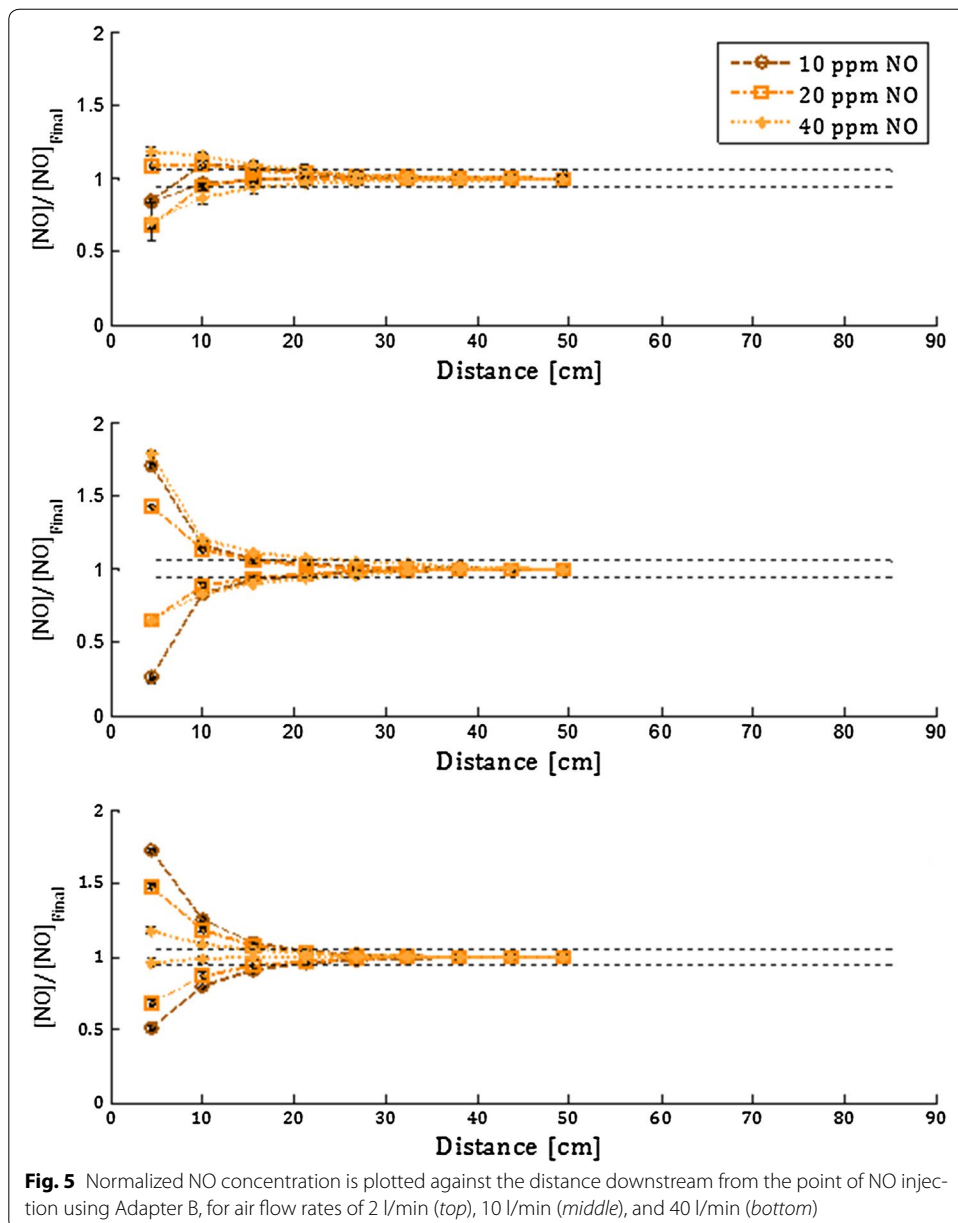 2
1.5
1
0.5
0
[NO]/[NO]Final
10 ppm NO
20 ppm NO
40 ppm NO
0 10 20 30 40 50 60 70 80 90
Distance [cm]
2
1.5
1
0.5
0
[NO]/[NO]Final
0 10 20 30 40 50 60 70 80 90
Distance [cm]
2
1.5
1
0.5
0
[NO]/[NO]Final
0 10 20 30 40 50 60 70 80 90
Distance [cm]
Fig. 5 Normalized NO concentration is plotted against the distance downstream from the point of NO injec-
tion using Adapter B, for air flow rates of 2 l/min (top), 10 l/min (middle), and 40 l/min (bottom)